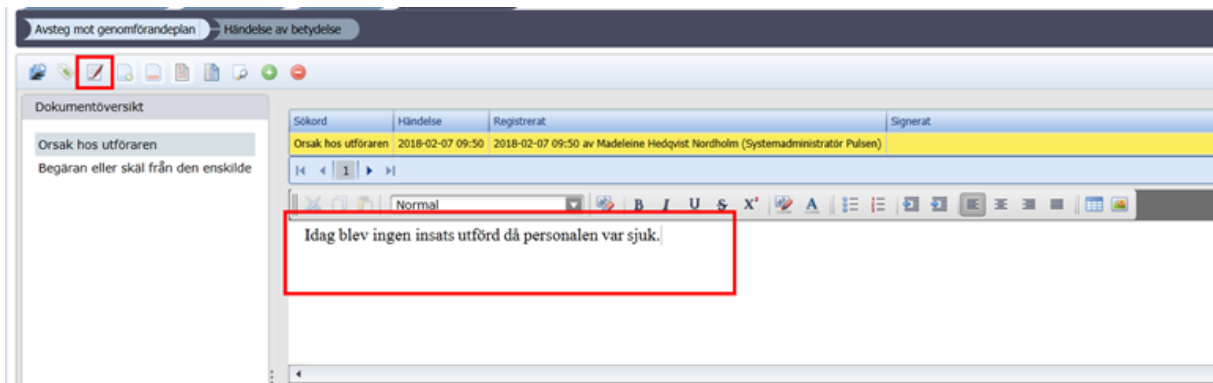 Avsteg mot genomförandeplan Händelse av betydelse
Dokumentöversikt
Orsak hos utföraren
Begäran eller skäl från den enskilde
Sökord Händelse Registrerat Signerat
Orsak hos utföraren 2018-02-07 09:50 2018-02-07 09:50 av Madeleine Hedqvist Nordholm (Systemadministratör Pulsen)
1
Normal B I U S X²  A
Idag blev ingen insats utförd då personalen var sjuk.